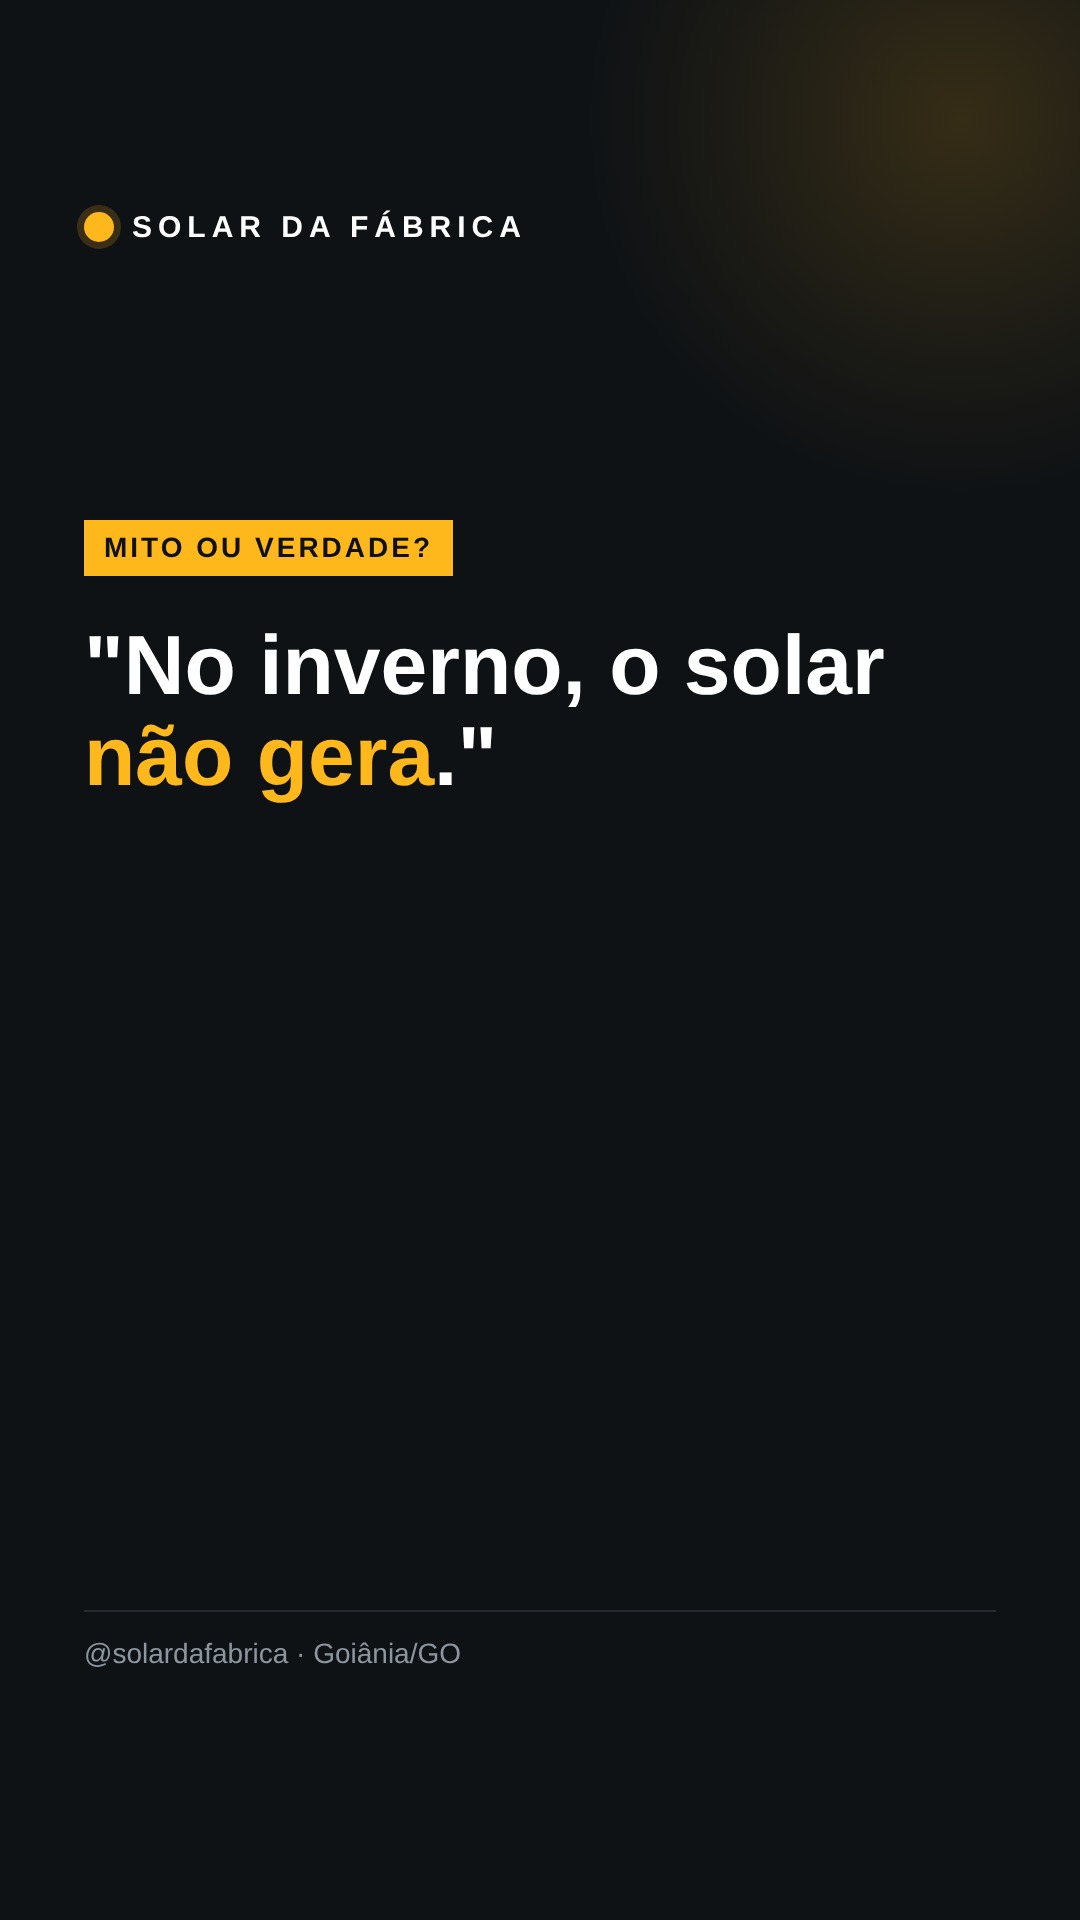 SOLAR DA FÁBRICA
MITO OU VERDADE?
"No inverno, o solar
não gera."
@solardafabrica · Goiânia/GO